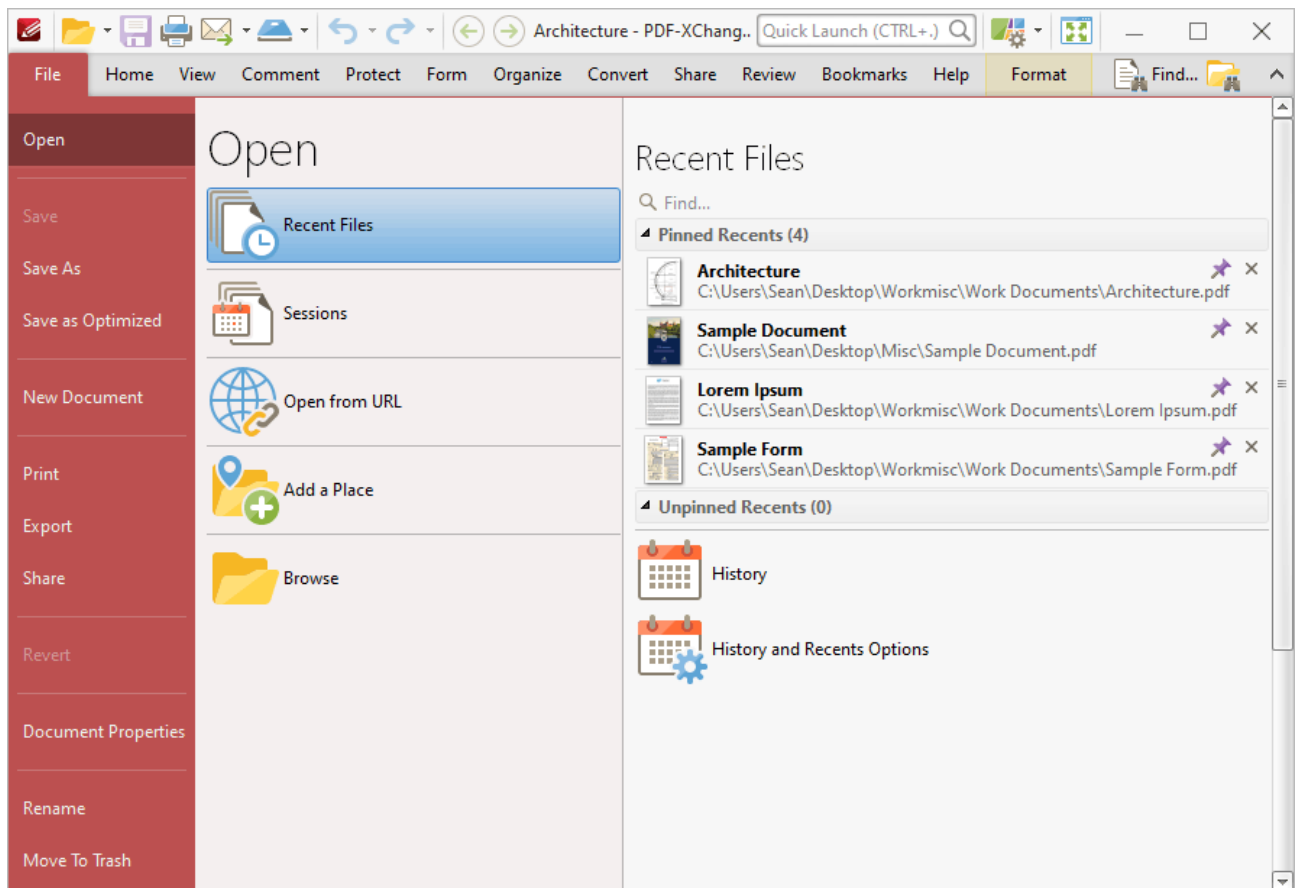 Architecture - PDF-XChang..
Quick Launch (CTRL+.)
File Home View Comment Protect Form Organize Convert Share Review Bookmarks Help Format Find...
Open
Save
Save As
Save as Optimized
New Document
Print
Export
Share
Revert
Document Properties
Rename
Move To Trash
Open
Recent Files
Sessions
Open from URL
Add a Place
Browse
Recent Files
Find...
Pinned Recents (4)
Architecture
C:\Users\Sean\Desktop\Workmisc\Work Documents\Architecture.pdf
Sample Document
C:\Users\Sean\Desktop\Misc\Sample Document.pdf
Lorem Ipsum
C:\Users\Sean\Desktop\Workmisc\Work Documents\Lorem Ipsum.pdf
Sample Form
C:\Users\Sean\Desktop\Workmisc\Work Documents\Sample Form.pdf
Unpinned Recents (0)
History
History and Recents Options